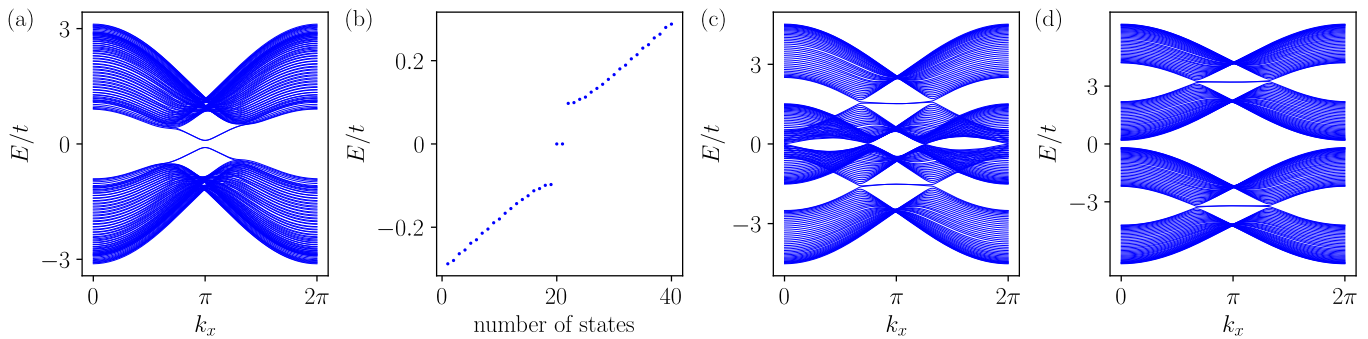 (a)
3
0
−3
E/t
0
π
2π
k_x
(b)
0.2
0
−0.2
E/t
0
20
40
number of states
(c)
3
0
−3
E/t
0
π
2π
k_x
(d)
3
0
−3
E/t
0
π
2π
k_x